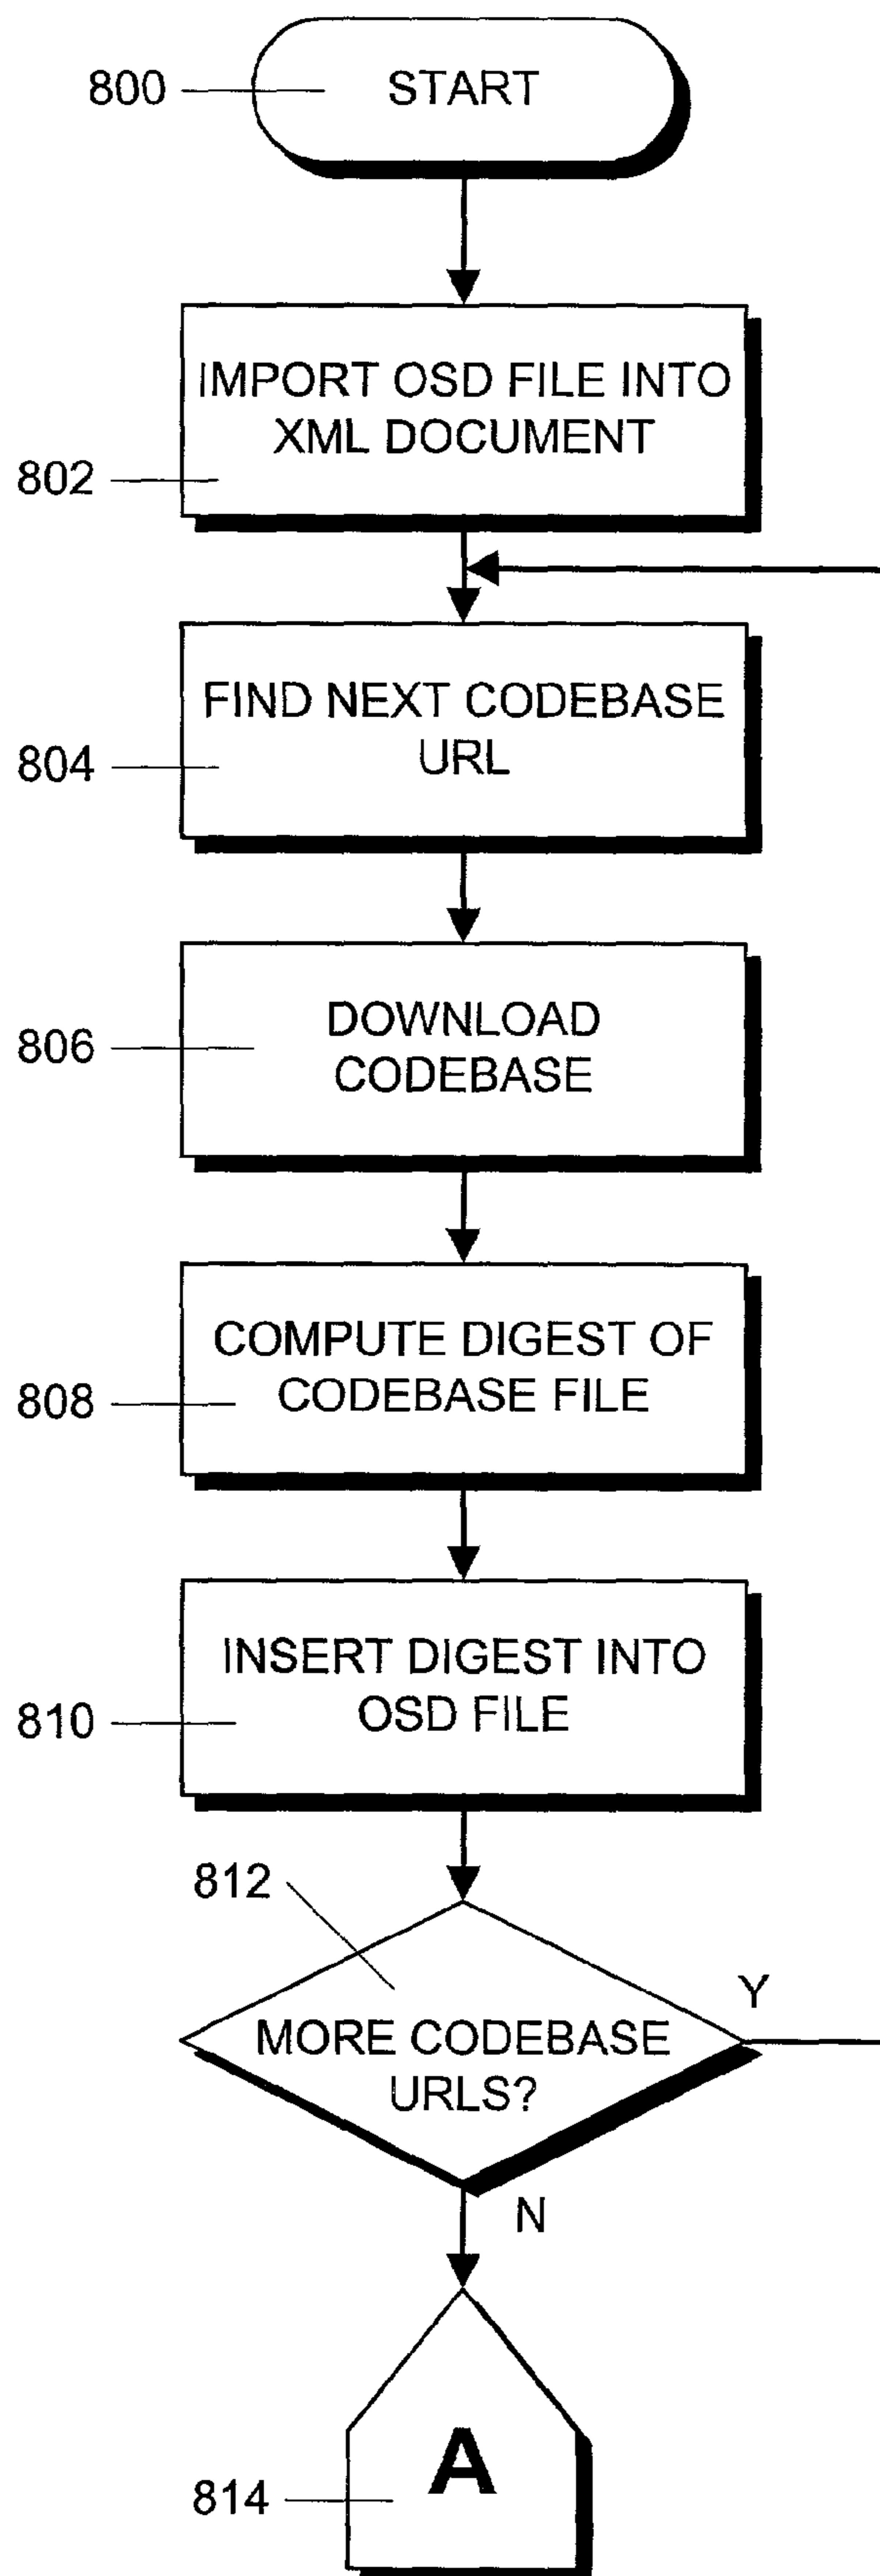 800
START
IMPORT OSD FILE INTO
XML DOCUMENT
802
FIND NEXT CODEBASE
URL
804
DOWNLOAD
CODEBASE
806
COMPUTE DIGEST OF
CODEBASE FILE
808
INSERT DIGEST INTO
OSD FILE
810
812
Y
MORE CODEBASE
URLS?
N
A
814